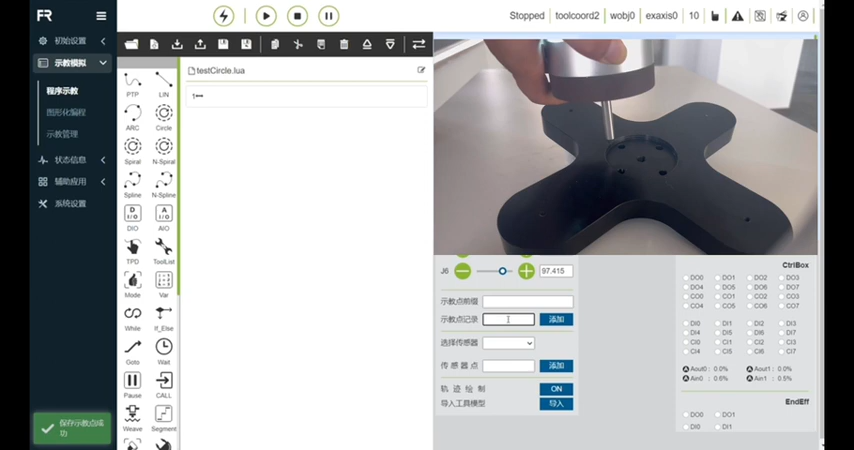 FR
Stopped toolcoord2 wobj0 exaxis0 10
初始设置
示教模拟
程序示教
图形化编程
示教管理
状态信息
辅助应用
系统设置
保存示教点成功
PTP LIN
ARC Circle
Spiral N-Spiral
Spline N-Spline
D I/O A I/O
DIO AIO
TPD ToolList
Mode Var
While If_Else
Goto Wait
Pause CALL
Weave Segment
testCircle.lua
1
J6 97.415
示教点前缀
示教点记录 添加
选择传感器
传感器点 添加
轨迹绘制 ON
导入工具模型 导入
CtrlBox
DO0 DO1 DO2 DO3
DO4 DO5 DO6 DO7
CO0 CO1 CO2 CO3
CO4 CO5 CO6 CO7
DI0 DI1 DI2 DI3
DI4 DI5 DI6 DI7
CI0 CI1 CI2 CI3
CI4 CI5 CI6 CI7
A Aout0 : 0.0% A Aout1 : 0.0%
A Ain0 : 0.6% A Ain1 : 0.5%
EndEff
DO0 DO1
DI0 DI1